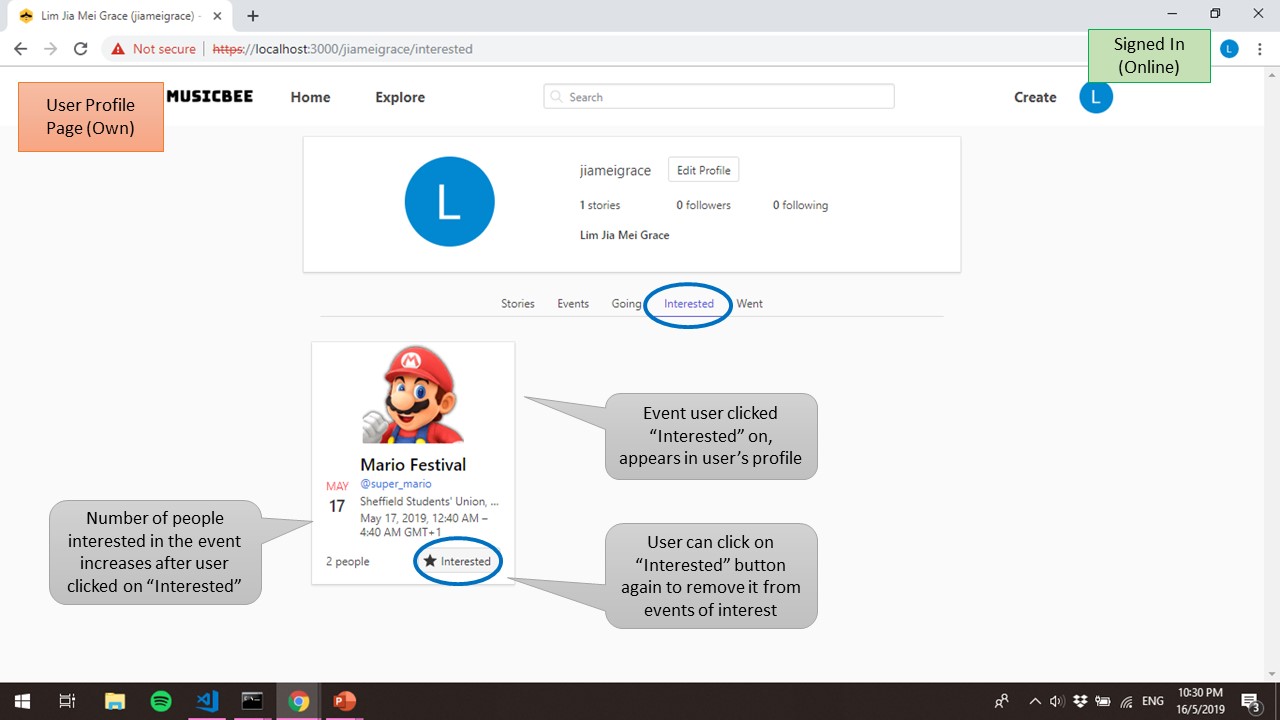 Lim Jia Mei Grace (jiameigrace) -
Signed In
(Online)
Not secure
https://localhost:3000/jiameigrace/interested
L
User Profile
Page (Own)
MUSICBEE
Home
Explore
Search
Create
L
L
jiameigrace
Edit Profile
1 stories
0 followers
0 following
Lim Jia Mei Grace
Stories
Events
Going
Interested
Went
M
Event user clicked
“Interested” on,
appears in user’s profile
Mario Festival
@super_mario
MAY
17
Sheffield Students' Union, ...
May 17, 2019, 12:40 AM –
4:40 AM GMT+1
2 people
Interested
Number of people
interested in the event
increases after user
clicked on “Interested”
User can click on
“Interested” button
again to remove it from
events of interest
ENG
10:30 PM
16/5/2019
3